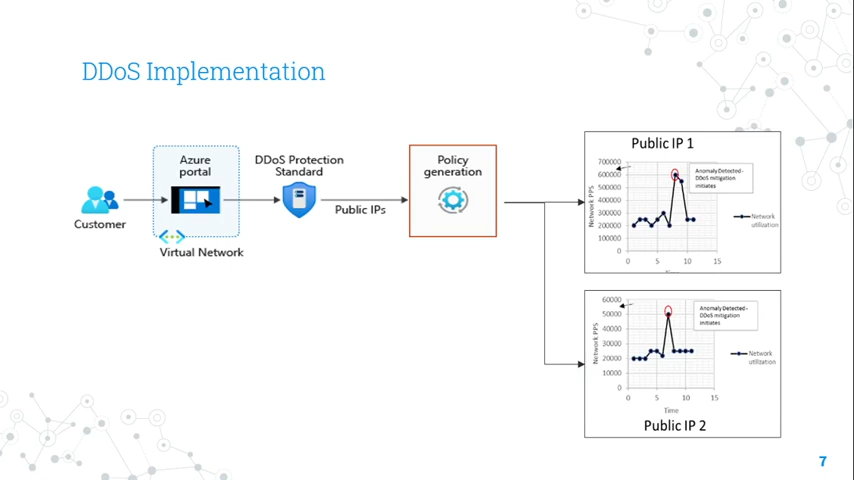 DDoS Implementation
Customer
Azure
portal
Virtual Network
DDoS Protection
Standard
Public IPs
Policy
generation
Public IP 1
Network PPS
700000
600000
500000
400000
300000
200000
100000
0
0 5 10 15
Anomaly Detected-
DDoS mitigation
initiates
Network
utilization
Network PPS
60000
50000
40000
30000
20000
10000
0
0 5 10 15
Time
Anomaly Detected-
DDoS mitigation
initiates
Network
utilization
Public IP 2
7